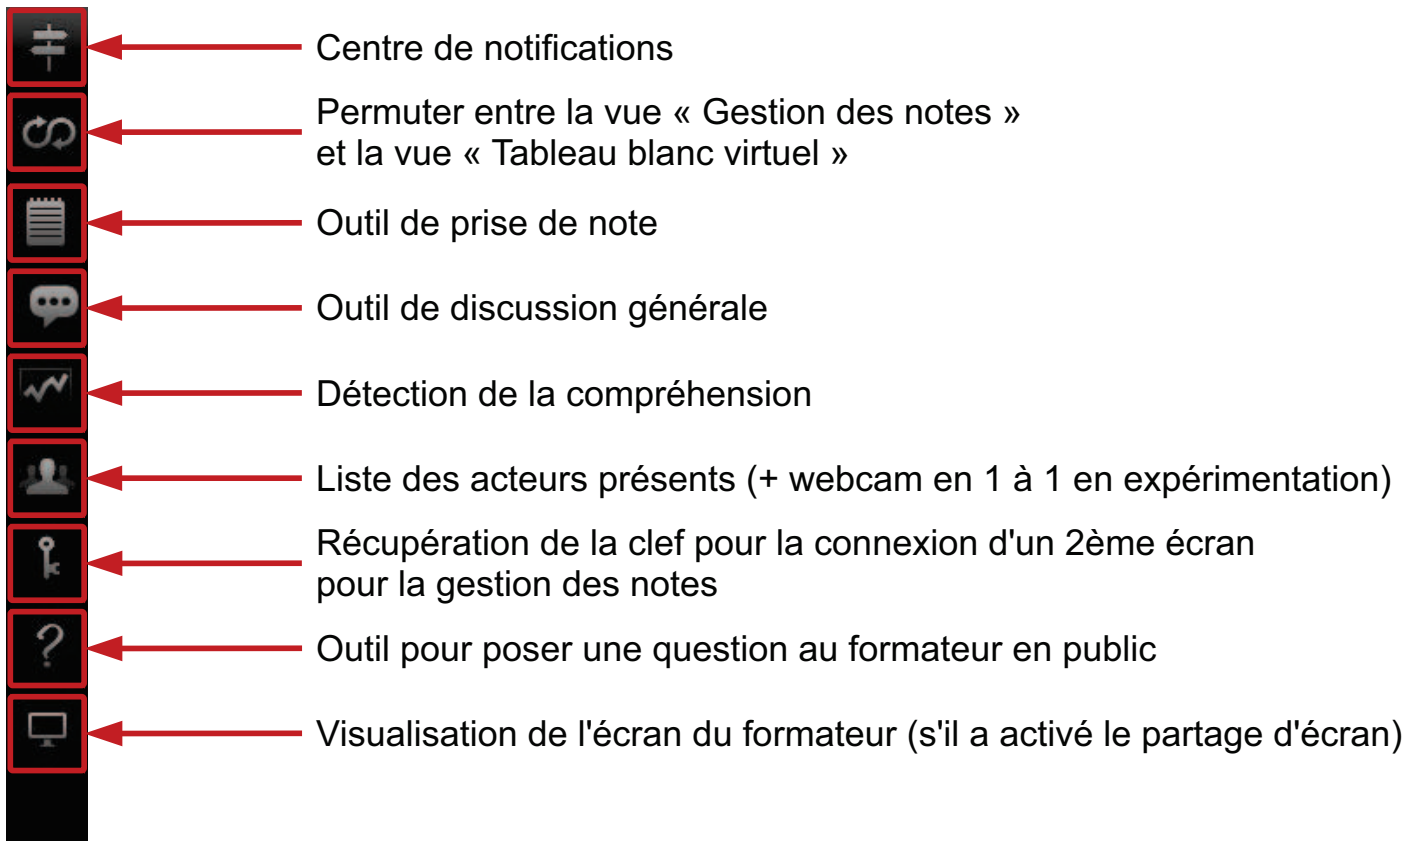 Centre de notifications
Permuter entre la vue « Gestion des notes »
et la vue « Tableau blanc virtuel »
Outil de prise de note
Outil de discussion générale
Détection de la compréhension
Liste des acteurs présents (+ webcam en 1 à 1 en expérimentation)
Récupération de la clef pour la connexion d'un 2ème écran
pour la gestion des notes
Outil pour poser une question au formateur en public
Visualisation de l'écran du formateur (s'il a activé le partage d'écran)